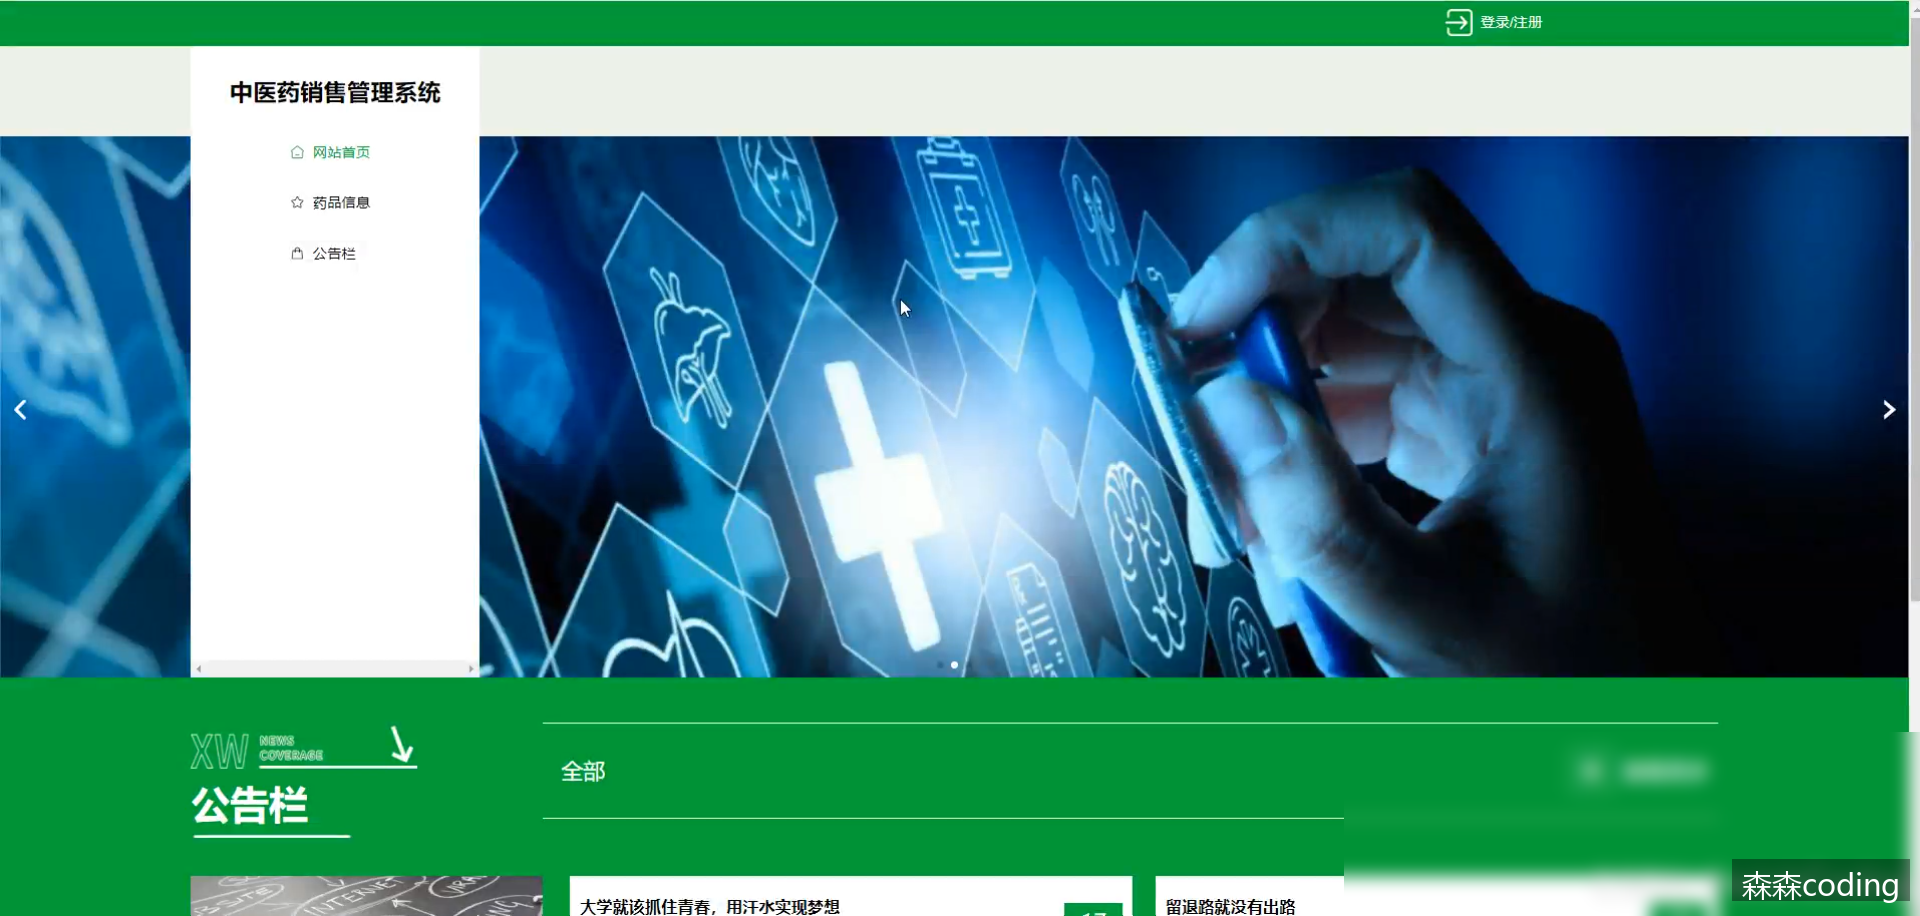 登录/注册
中医药销售管理系统
网站首页
药品信息
公告栏
XW NEWS
COVERAGE
公告栏
全部
大学就该抓住青春，用汗水实现梦想
留退路就没有出路
INTERNET
森森coding